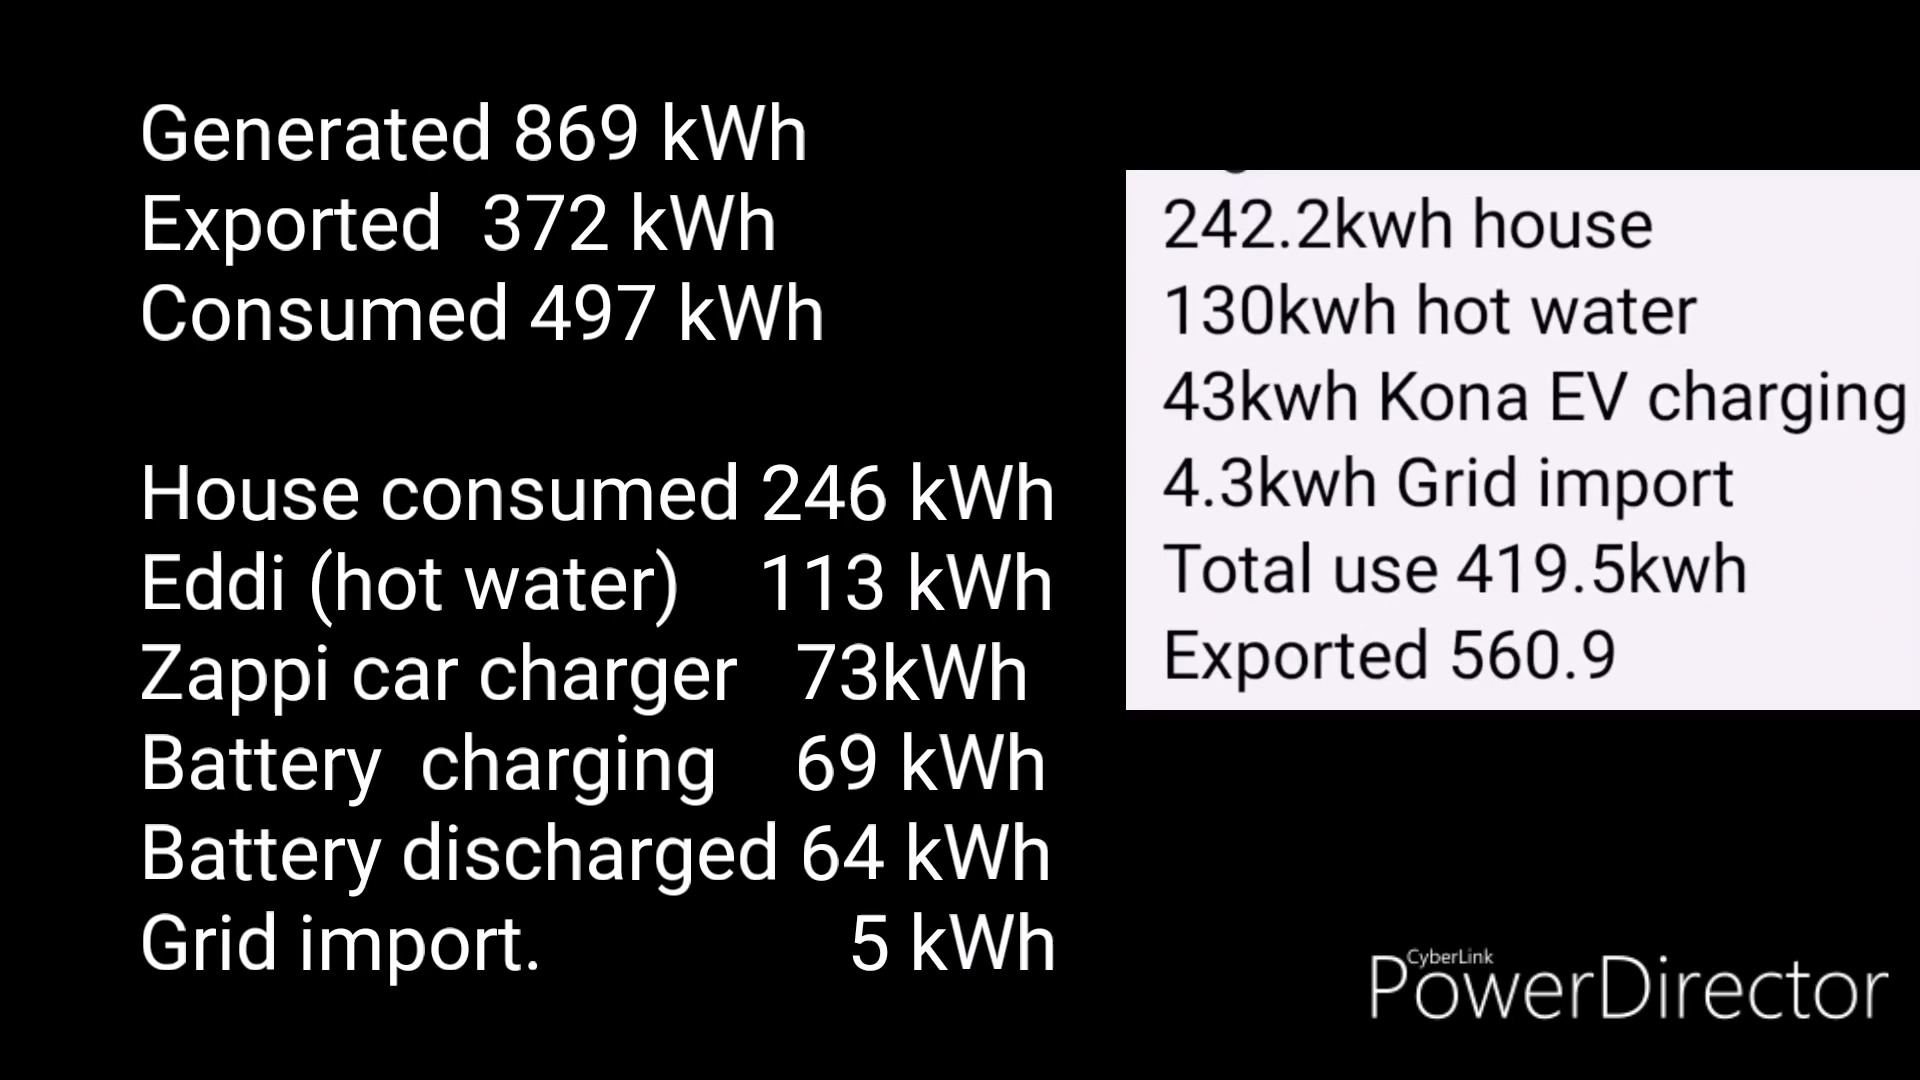 Generated 869 kWh
Exported 372 kWh
Consumed 497 kWh
House consumed 246 kWh
Eddi (hot water) 113 kWh
Zappi car charger 73kWh
Battery charging 69 kWh
Battery discharged 64 kWh
Grid import. 5 kWh
242.2kwh house
130kwh hot water
43kwh Kona EV charging
4.3kwh Grid import
Total use 419.5kwh
Exported 560.9
CyberLink
PowerDirector